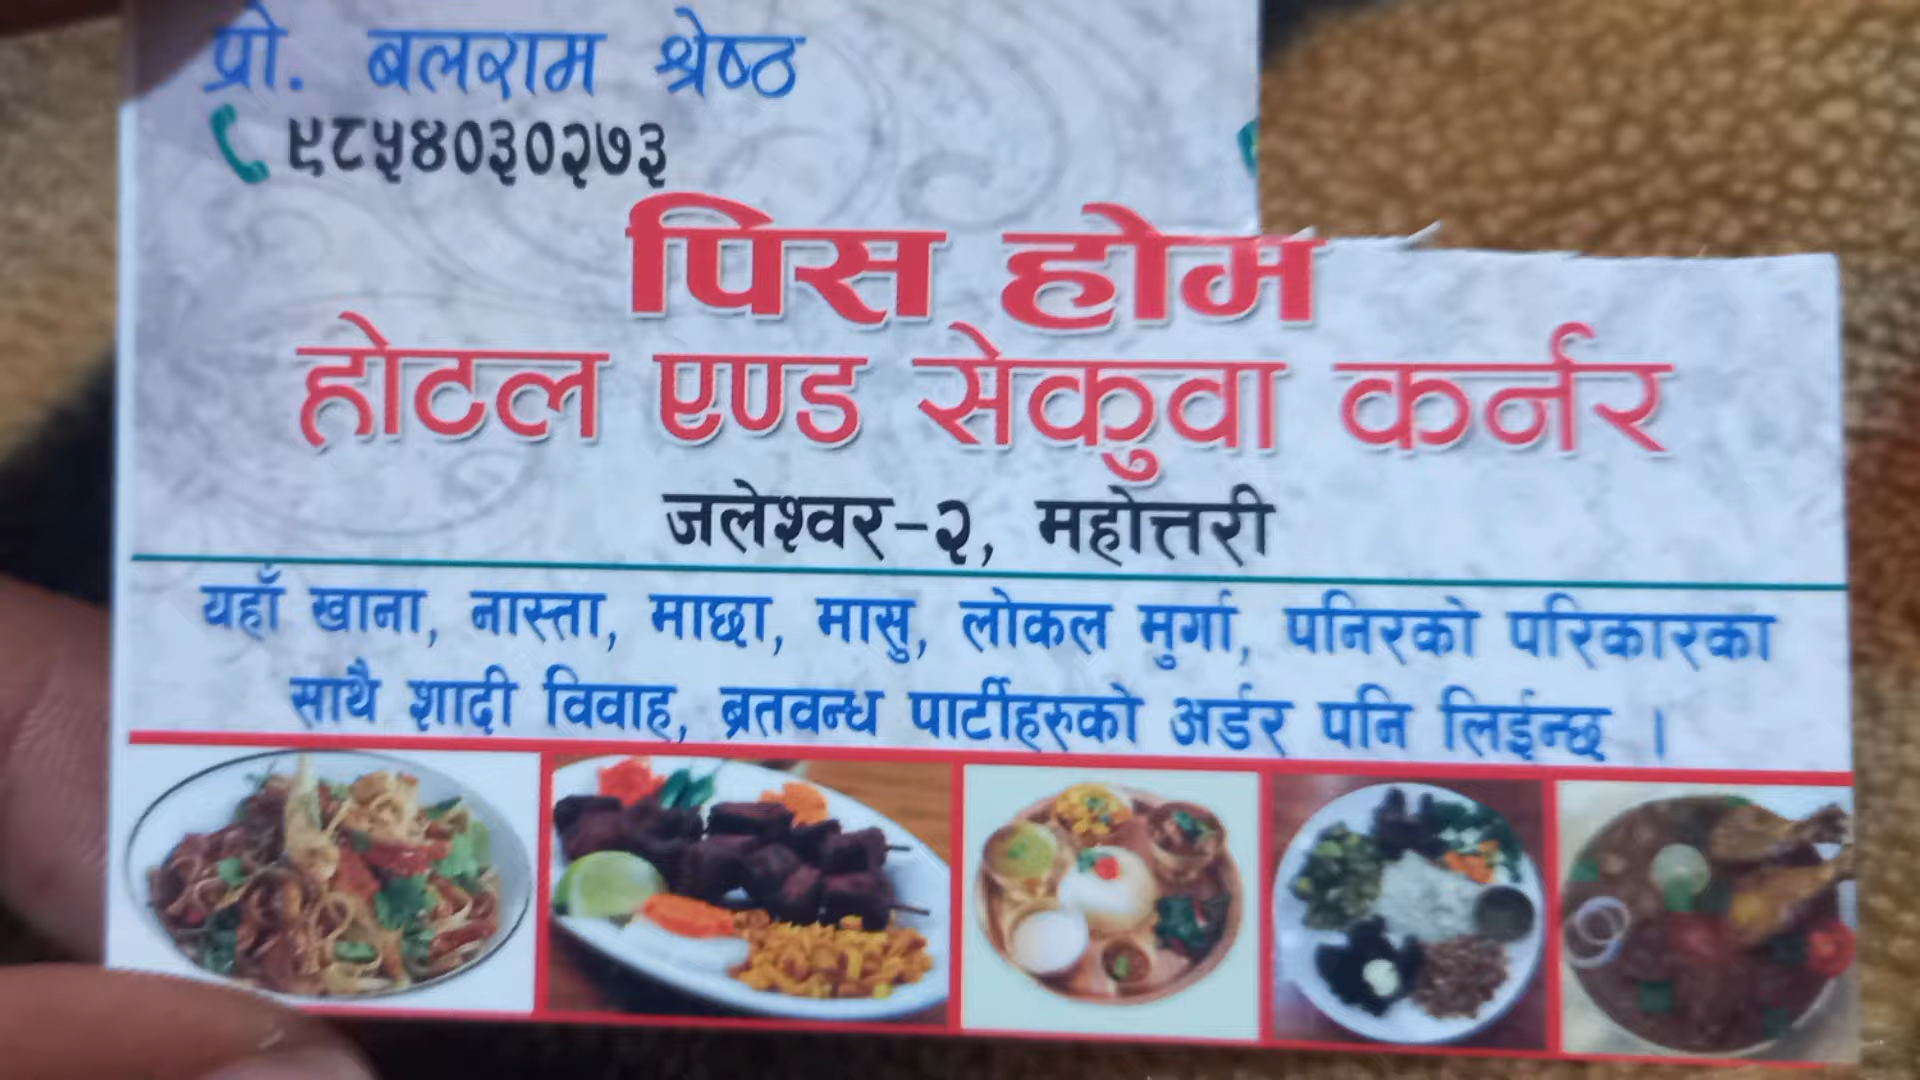 प्रो. बलराम श्रेष्ठ
९८५४०३०२७३
पिस होम
होटल एण्ड सेकुवा कर्नर
जलेश्वर-२, महोत्तरी
यहाँ खाना, नास्ता, माछा, मासु, लोकल मुर्गा, पनिरको परिकारका
साथै शादी विवाह, ब्रतवन्ध पार्टीहरुको अर्डर पनि लिईन्छ ।